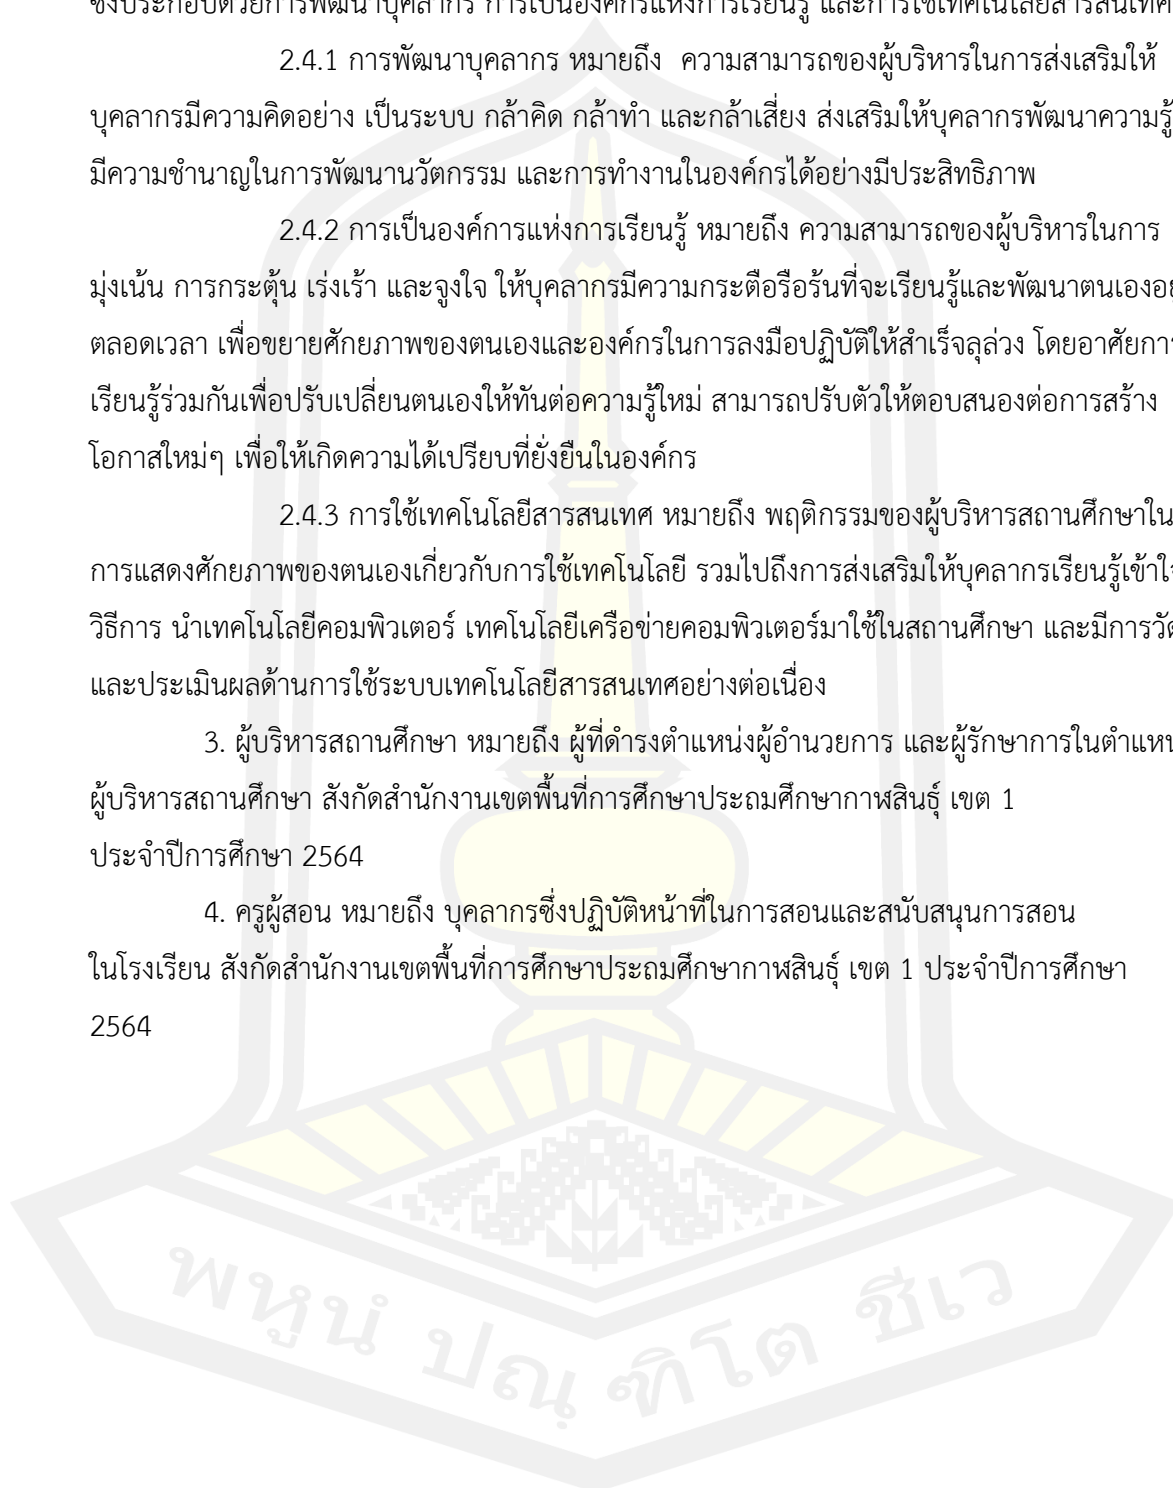 ซึ่งประกอบด้วยการพัฒนาบุคลากร การเป็นองค์กรแห่งการเรียนรู้ และการใช้เทคโนโลยีสารสนเทศ
2.4.1 การพัฒนาบุคลากร หมายถึง ความสามารถของผู้บริหารในการส่งเสริมให้
บุคลากรมีความคิดอย่าง เป็นระบบ กล้าคิด กล้าทำ และกล้าเสี่ยง ส่งเสริมให้บุคลากรพัฒนาความรู้
มีความชำนาญในการพัฒนานวัตกรรม และการทำงานในองค์กรได้อย่างมีประสิทธิภาพ
2.4.2 การเป็นองค์การแห่งการเรียนรู้ หมายถึง ความสามารถของผู้บริหารในการ
มุ่งเน้น การกระตุ้น เร่งเร้า และจูงใจ ให้บุคลากรมีความกระตือรือร้นที่จะเรียนรู้และพัฒนาตนเองอย
ตลอดเวลา เพื่อขยายศักยภาพของตนเองและองค์กรในการลงมือปฏิบัติให้สำเร็จลุล่วง โดยอาศัยการ
เรียนรู้ร่วมกันเพื่อปรับเปลี่ยนตนเองให้ทันต่อความรู้ใหม่ สามารถปรับตัวให้ตอบสนองต่อการสร้าง
โอกาสใหม่ๆ เพื่อให้เกิดความได้เปรียบที่ยั่งยืนในองค์กร
2.4.3 การใช้เทคโนโลยีสารสนเทศ หมายถึง พฤติกรรมของผู้บริหารสถานศึกษาใน
การแสดงศักยภาพของตนเองเกี่ยวกับการใช้เทคโนโลยี รวมไปถึงการส่งเสริมให้บุคลากรเรียนรู้เข้าใจ
วิธีการ นำเทคโนโลยีคอมพิวเตอร์ เทคโนโลยีเครือข่ายคอมพิวเตอร์มาใช้ในสถานศึกษา และมีการวัด
และประเมินผลด้านการใช้ระบบเทคโนโลยีสารสนเทศอย่างต่อเนื่อง
3. ผู้บริหารสถานศึกษา หมายถึง ผู้ที่ดำรงตำแหน่งผู้อำนวยการ และผู้รักษาการในตำแหน
ผู้บริหารสถานศึกษา สังกัดสำนักงานเขตพื้นที่การศึกษาประถมศึกษากาฬสินธุ์ เขต 1
ประจำปีการศึกษา 2564
4. ครูผู้สอน หมายถึง บุคลากรซึ่งปฏิบัติหน้าที่ในการสอนและสนับสนุนการสอน
ในโรงเรียน สังกัดสำนักงานเขตพื้นที่การศึกษาประถมศึกษากาฬสินธุ์ เขต 1 ประจำปีการศึกษา
2564
พหูนํ ปณฺฑิโต ชีเว